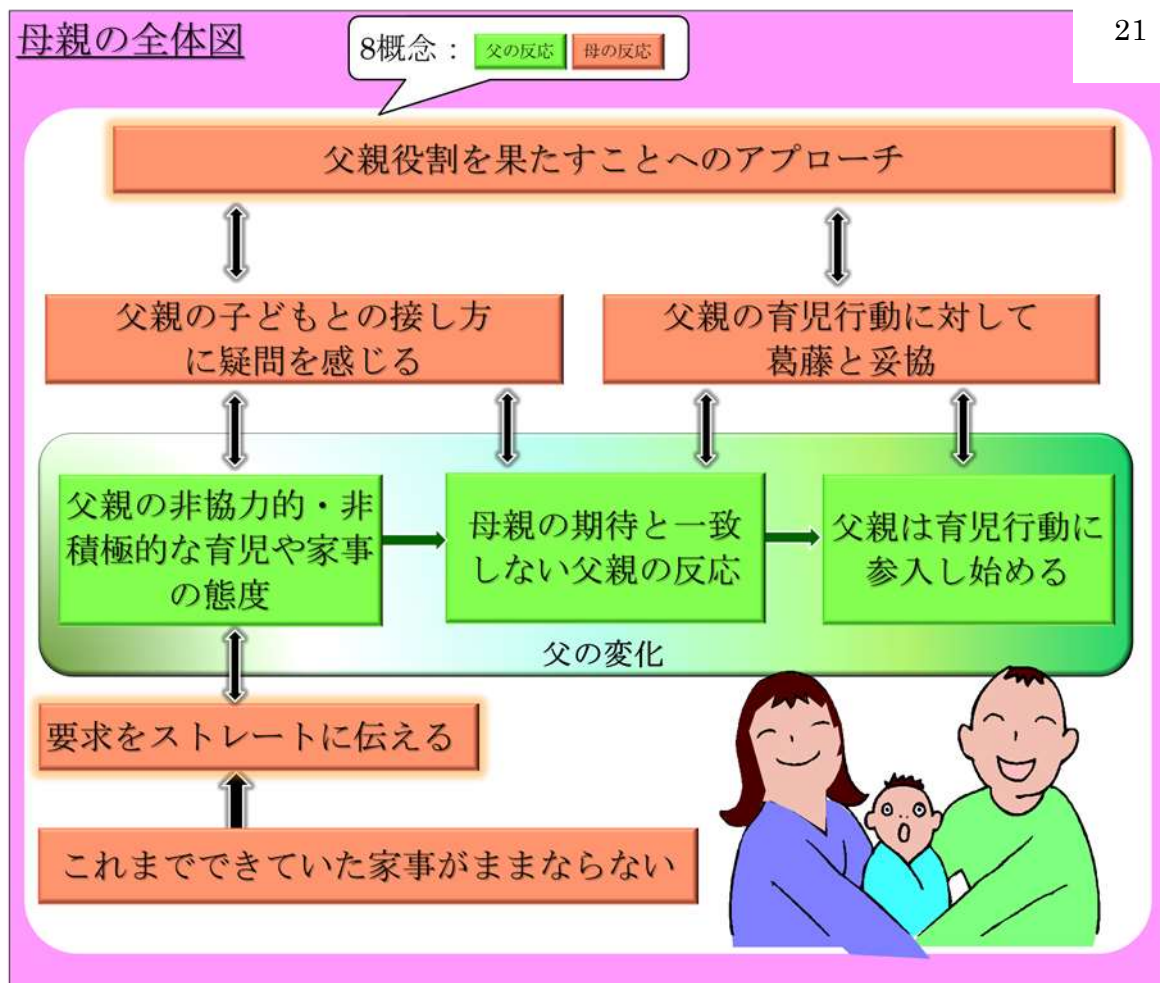 母親の全体図
8概念： 父の反応 母の反応
21
父親役割を果たすことへのアプローチ
父親の子どもとの接し方
に疑問を感じる
父親の育児行動に対して
葛藤と妥協
父親の非協力的・非
積極的な育児や家事
の態度
母親の期待と一致
しない父親の反応
父親は育児行動に
参入し始める
父の変化
要求をストレートに伝える
これまでできていた家事がままならない